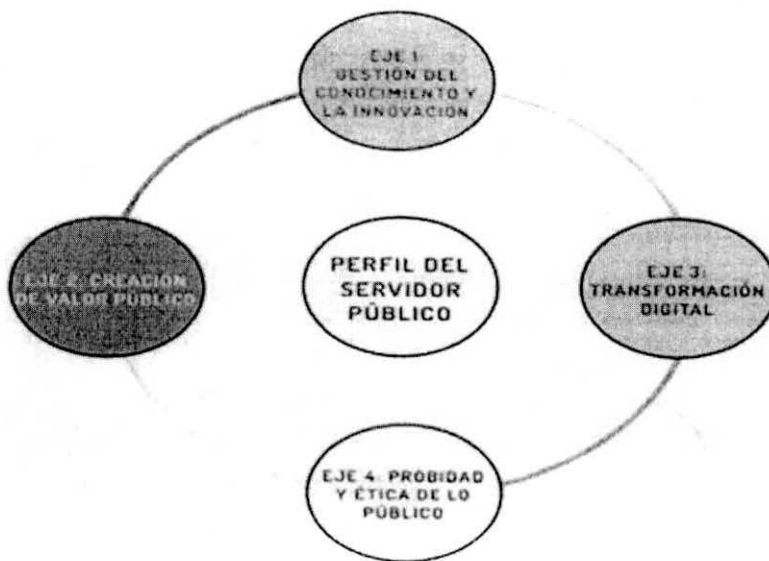 EJE 1:
GESTIÓN DEL
CONOCIMIENTO Y
LA INNOVACIÓN
EJE 2: CREACIÓN
DE VALOR PÚBLICO
PERFIL DEL
SERVIDOR
PÚBLICO
EJE 3:
TRANSFORMACIÓN
DIGITAL
EJE 4: PROBIDAD
Y ÉTICA DE LO
PÚBLICO